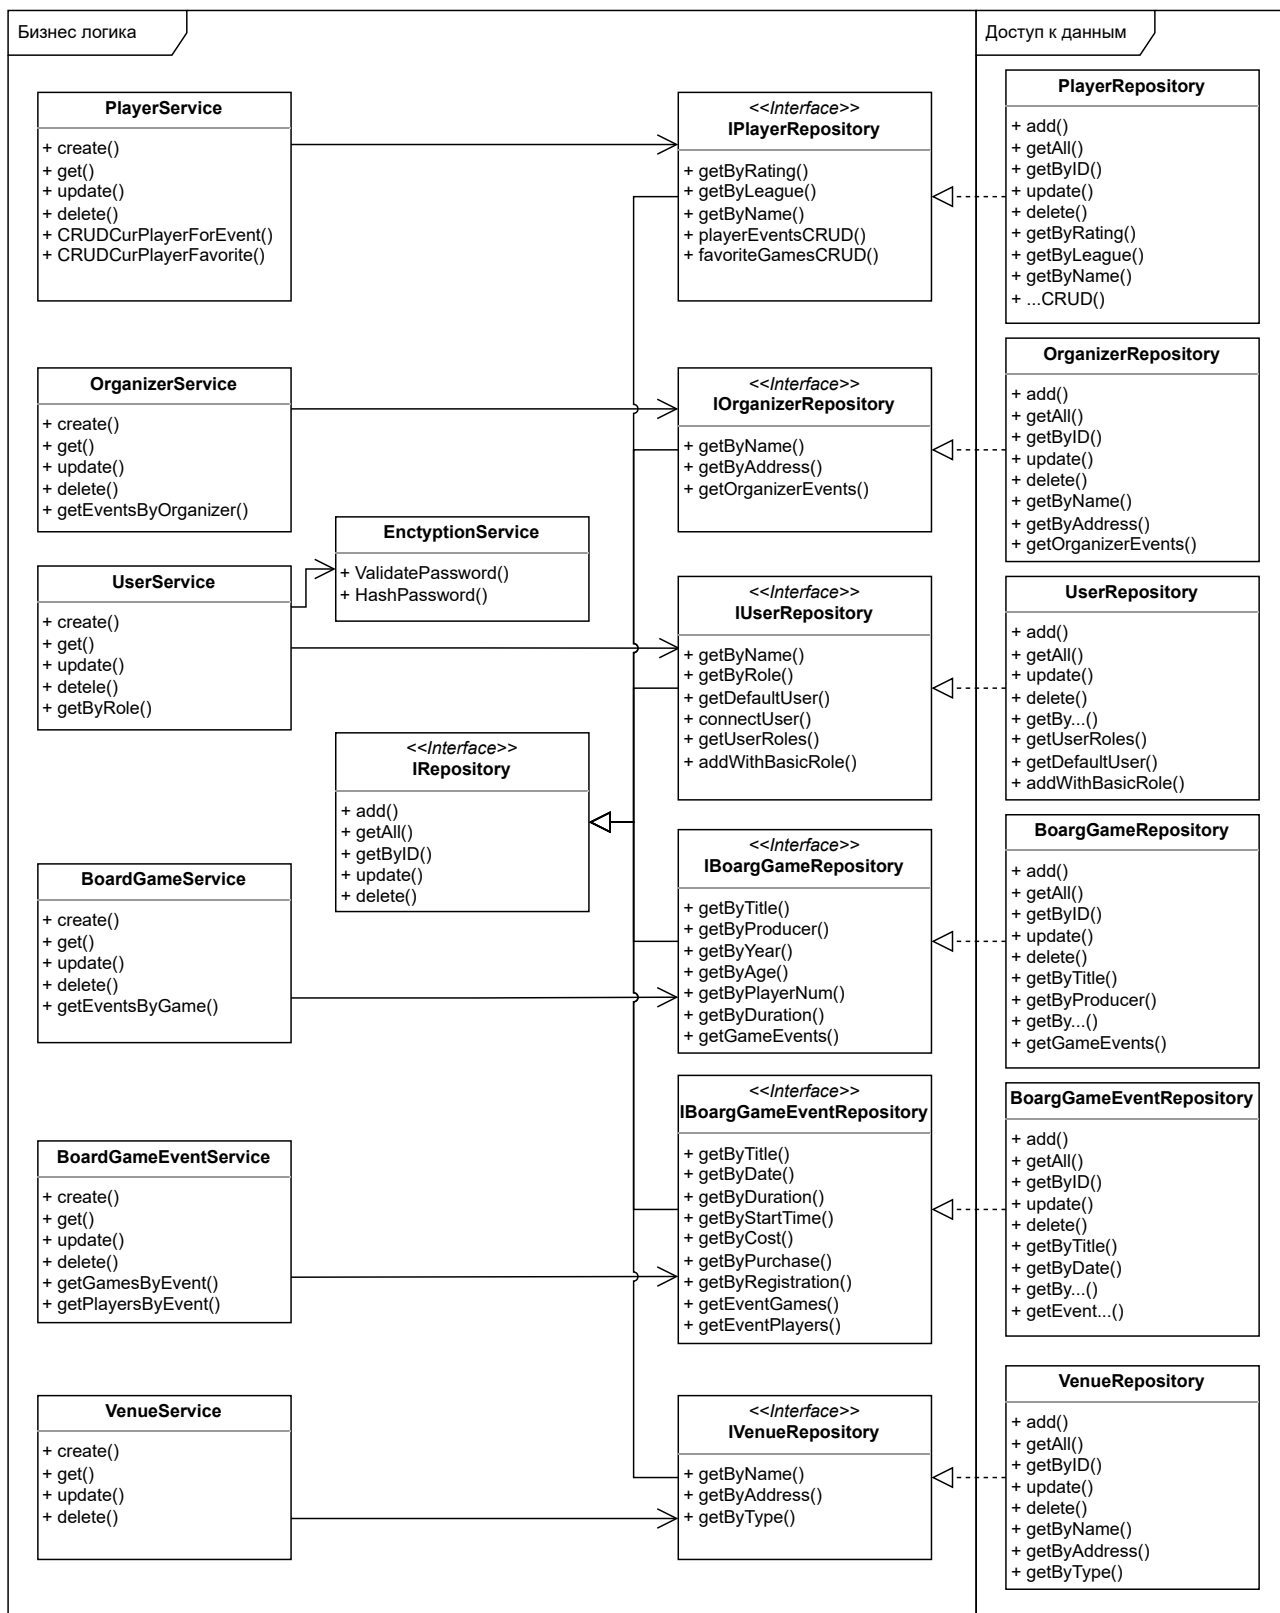 Бизнес логика
Доступ к данным
PlayerService
+ create()
+ get()
+ update()
+ delete()
+ CRUDCurPlayerForEvent()
+ CRUDCurPlayerFavorite()
<<Interface>>
IPlayerRepository
+ getByRating()
+ getByLeague()
+ getByName()
+ playerEventsCRUD()
+ favoriteGamesCRUD()
PlayerRepository
+ add()
+ getAll()
+ getByID()
+ update()
+ delete()
+ getByRating()
+ getByLeague()
+ getByName()
+ ...CRUD()
OrganizerService
+ create()
+ get()
+ update()
+ delete()
+ getEventsByOrganizer()
<<Interface>>
IOrganizerRepository
+ getByName()
+ getByAddress()
+ getOrganizerEvents()
OrganizerRepository
+ add()
+ getAll()
+ getByID()
+ update()
+ delete()
+ getByName()
+ getByAddress()
+ getOrganizerEvents()
EnctyptionService
+ ValidatePassword()
+ HashPassword()
UserService
+ create()
+ get()
+ update()
+ detele()
+ getByRole()
<<Interface>>
IUserRepository
+ getByName()
+ getByRole()
+ getDefaultUser()
+ connectUser()
+ getUserRoles()
+ addWithBasicRole()
UserRepository
+ add()
+ getAll()
+ update()
+ delete()
+ getBy...()
+ getUserRoles()
+ getDefaultUser()
+ addWithBasicRole()
<<Interface>>
IRepository
+ add()
+ getAll()
+ getByID()
+ update()
+ delete()
BoardGameService
+ create()
+ get()
+ update()
+ delete()
+ getEventsByGame()
<<Interface>>
IBoargGameRepository
+ getByTitle()
+ getByProducer()
+ getByYear()
+ getByAge()
+ getByPlayerNum()
+ getByDuration()
+ getGameEvents()
BoargGameRepository
+ add()
+ getAll()
+ getByID()
+ update()
+ delete()
+ getByTitle()
+ getByProducer()
+ getBy...()
+ getGameEvents()
BoardGameEventService
+ create()
+ get()
+ update()
+ delete()
+ getGamesByEvent()
+ getPlayersByEvent()
<<Interface>>
IBoargGameEventRepository
+ getByTitle()
+ getByDate()
+ getByDuration()
+ getByStartTime()
+ getByCost()
+ getByPurchase()
+ getByRegistration()
+ getEventGames()
+ getEventPlayers()
BoargGameEventRepository
+ add()
+ getAll()
+ getByID()
+ update()
+ delete()
+ getByTitle()
+ getByDate()
+ getBy...()
+ getEvent...()
VenueService
+ create()
+ get()
+ update()
+ delete()
<<Interface>>
IVenueRepository
+ getByName()
+ getByAddress()
+ getByType()
VenueRepository
+ add()
+ getAll()
+ getByID()
+ update()
+ delete()
+ getByName()
+ getByAddress()
+ getByType()